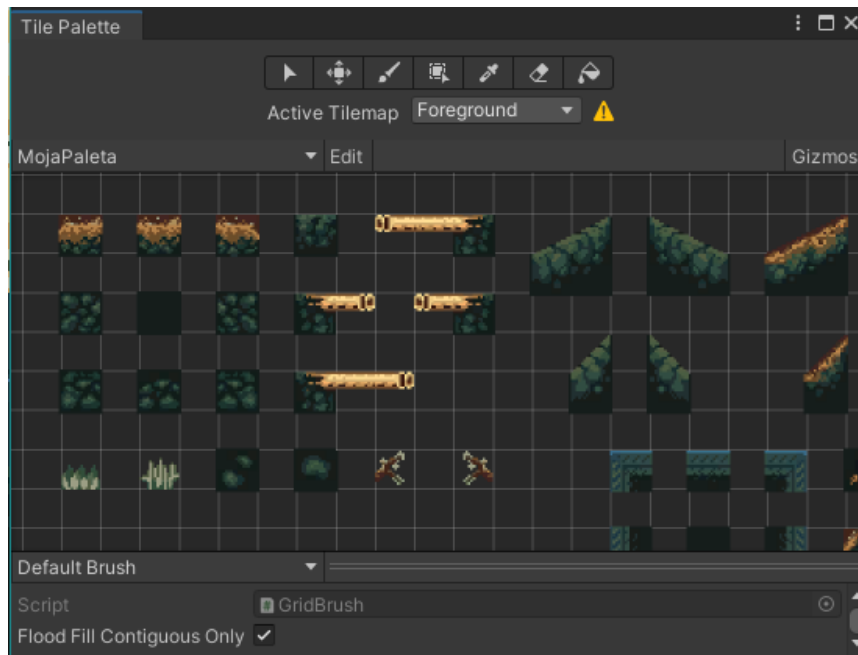 Tile Palette
Active Tilemap Foreground
MojaPaleta Edit Gizmos
Default Brush
Script GridBrush
Flood Fill Contiguous Only